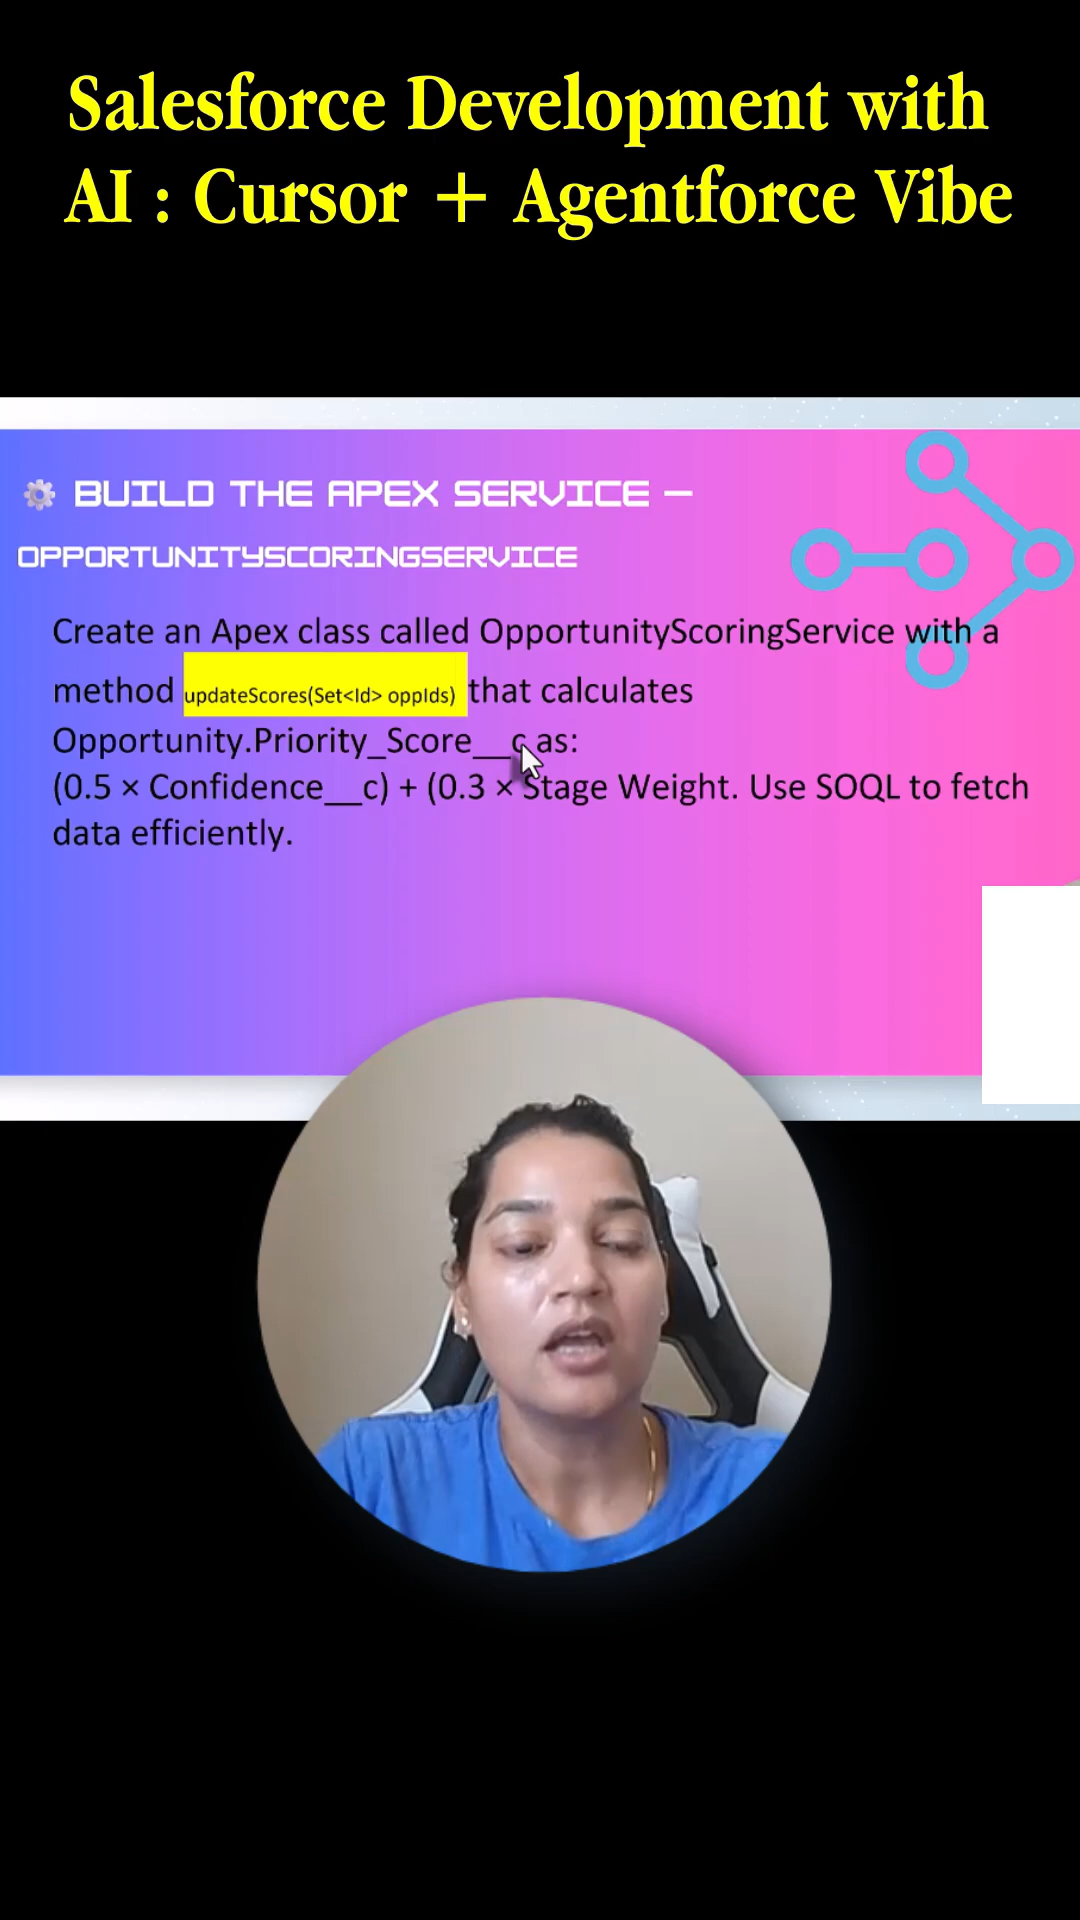 Salesforce Development with
AI : Cursor + Agentforce Vibe
BUILD THE APEX SERVICE —
OPPORTUNITYSCORINGSERVICE
Create an Apex class called OpportunityScoringService with a
method updateScores(Set<Id> oppIds) that calculates
Opportunity.Priority_Score__c as:
(0.5 × Confidence__c) + (0.3 × Stage Weight. Use SOQL to fetch
data efficiently.